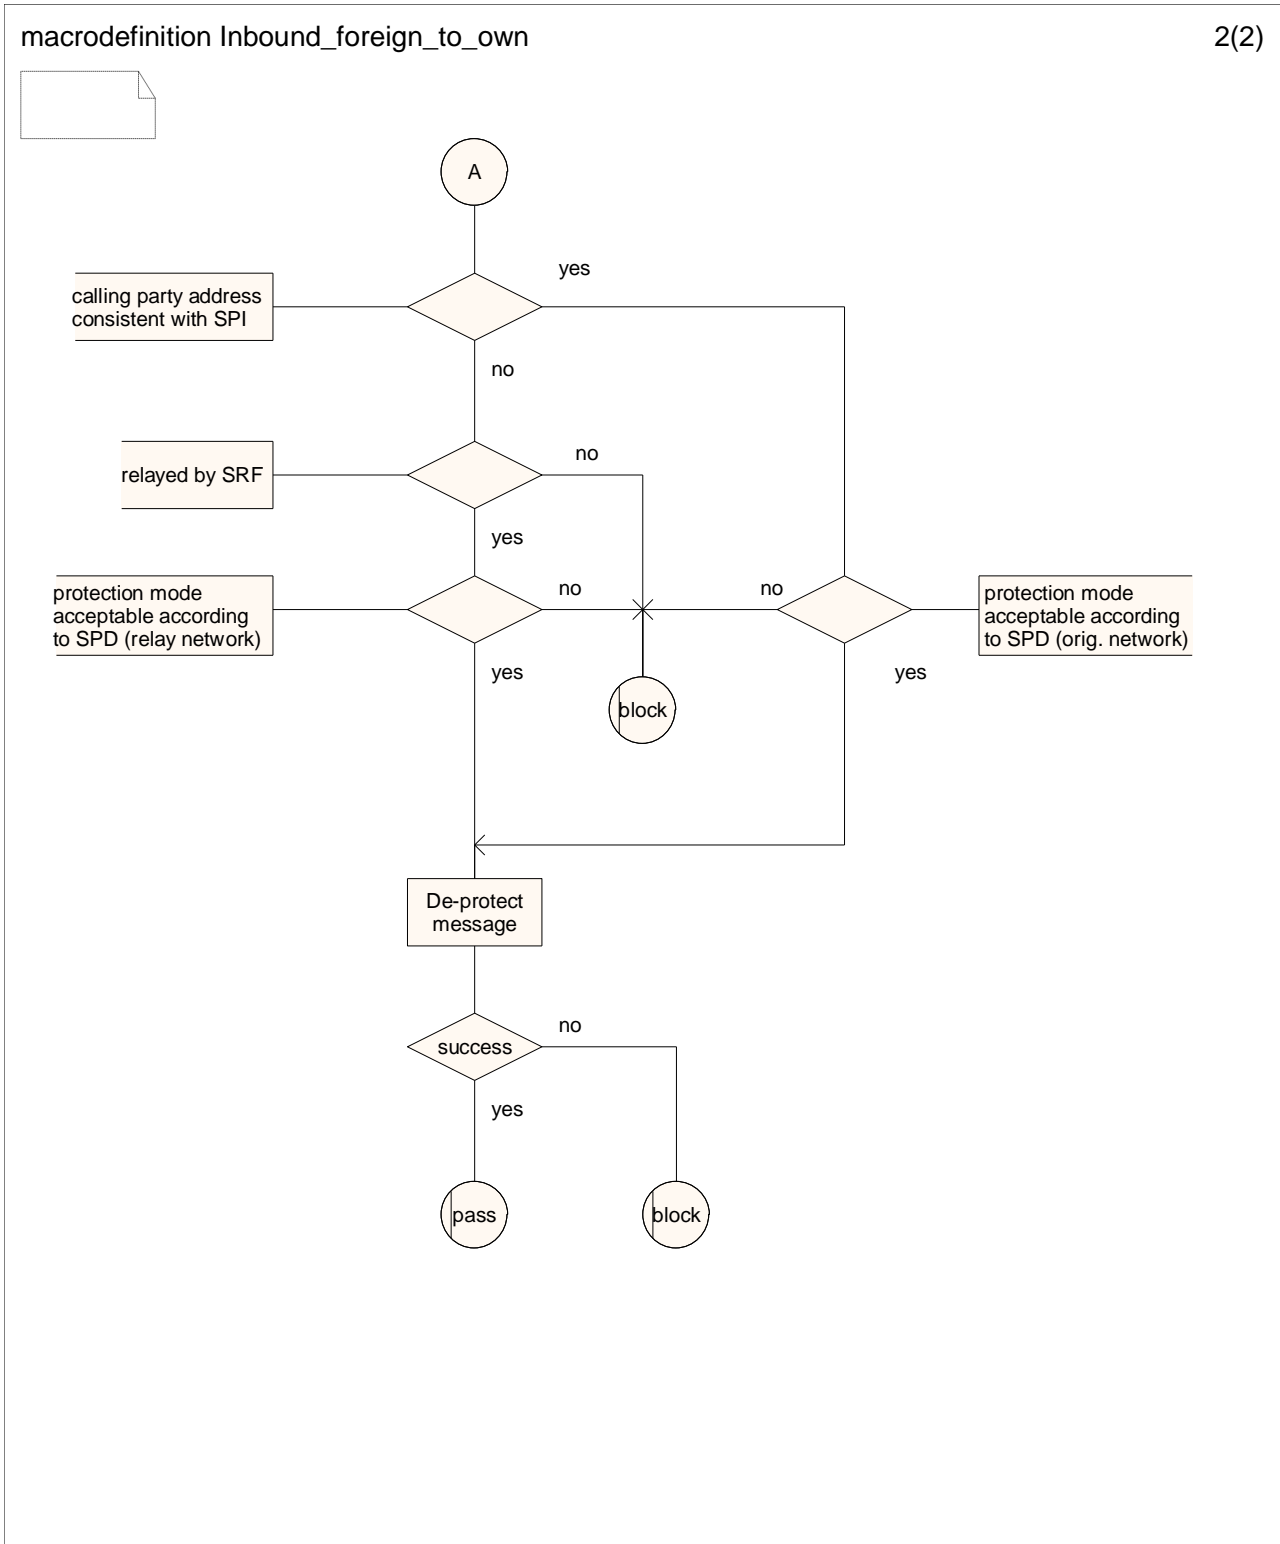 macrodefinition Inbound_foreign_to_own
2(2)
A
yes
calling party address
consistent with SPI
no
no
relayed by SRF
yes
no
no
protection mode
acceptable according
to SPD (relay network)
protection mode
acceptable according
to SPD (orig. network)
yes
yes
block
De-protect
message
no
success
yes
pass
block